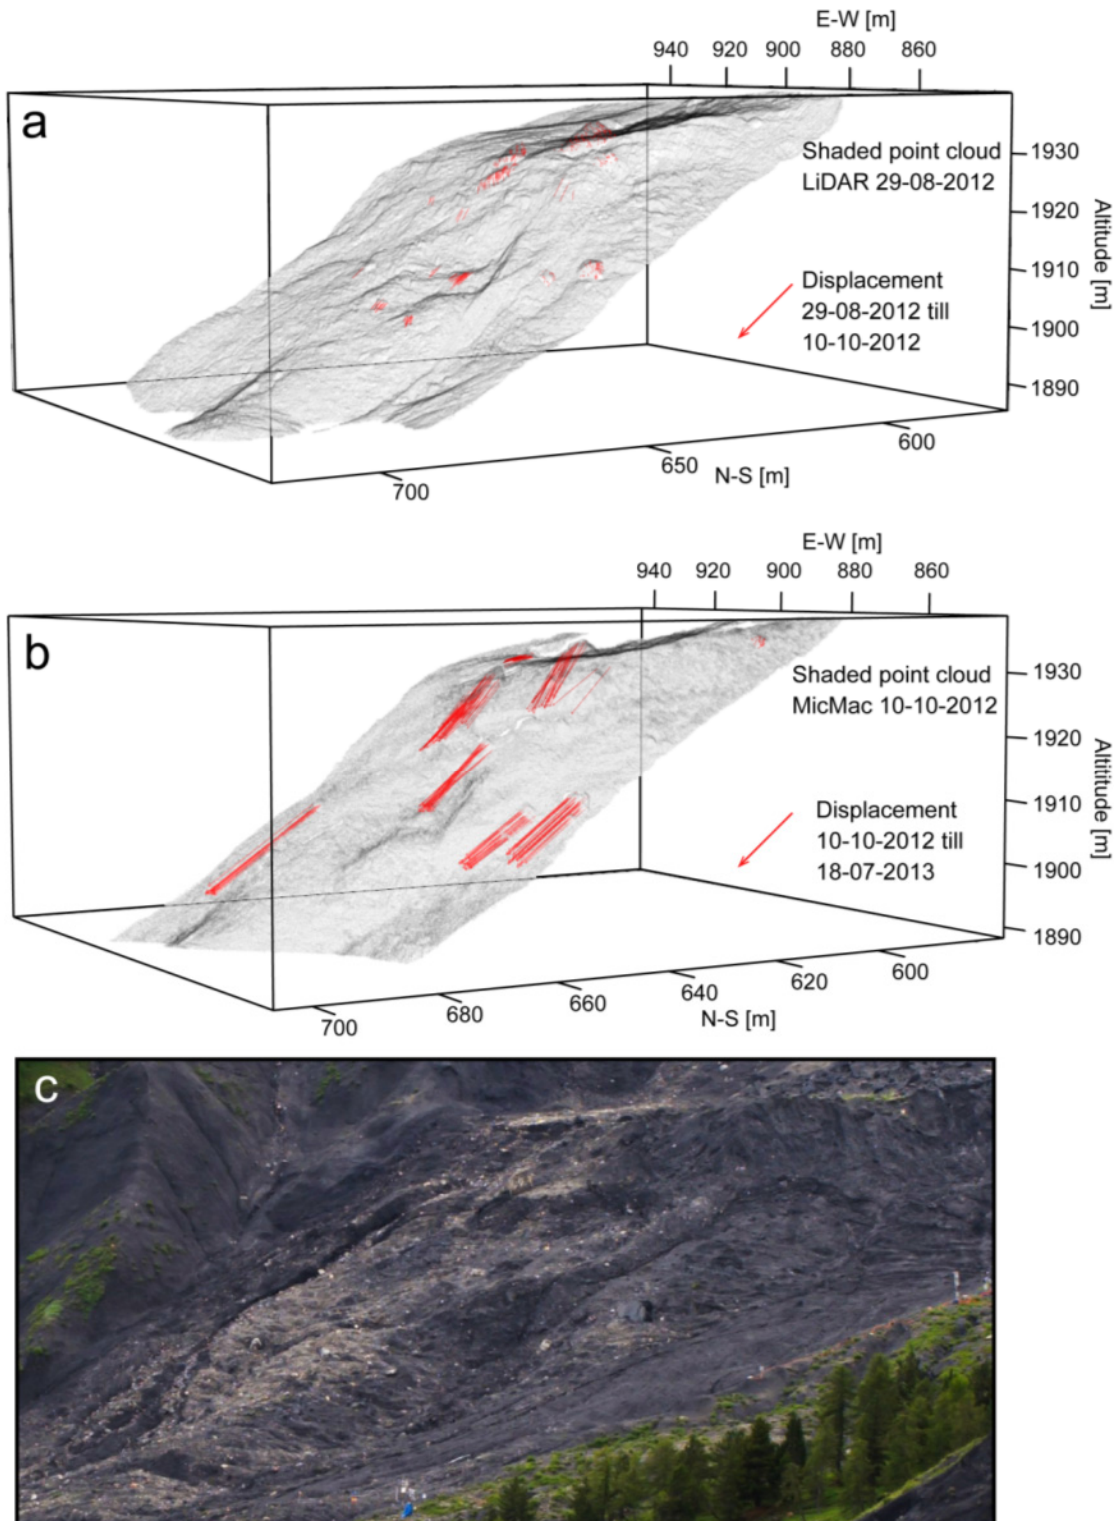 E-W [m]
940 920 900 880 860
a
Shaded point cloud
LiDAR 29-08-2012
1930
1920
1910
1900
1890
Altitude [m]
Displacement
29-08-2012 till
10-10-2012
600
650
700
N-S [m]
E-W [m]
940 920 900 880 860
b
Shaded point cloud
MicMac 10-10-2012
1930
1920
1910
1900
1890
Altitude [m]
Displacement
10-10-2012 till
18-07-2013
600
620
640
660
680
700
N-S [m]
c